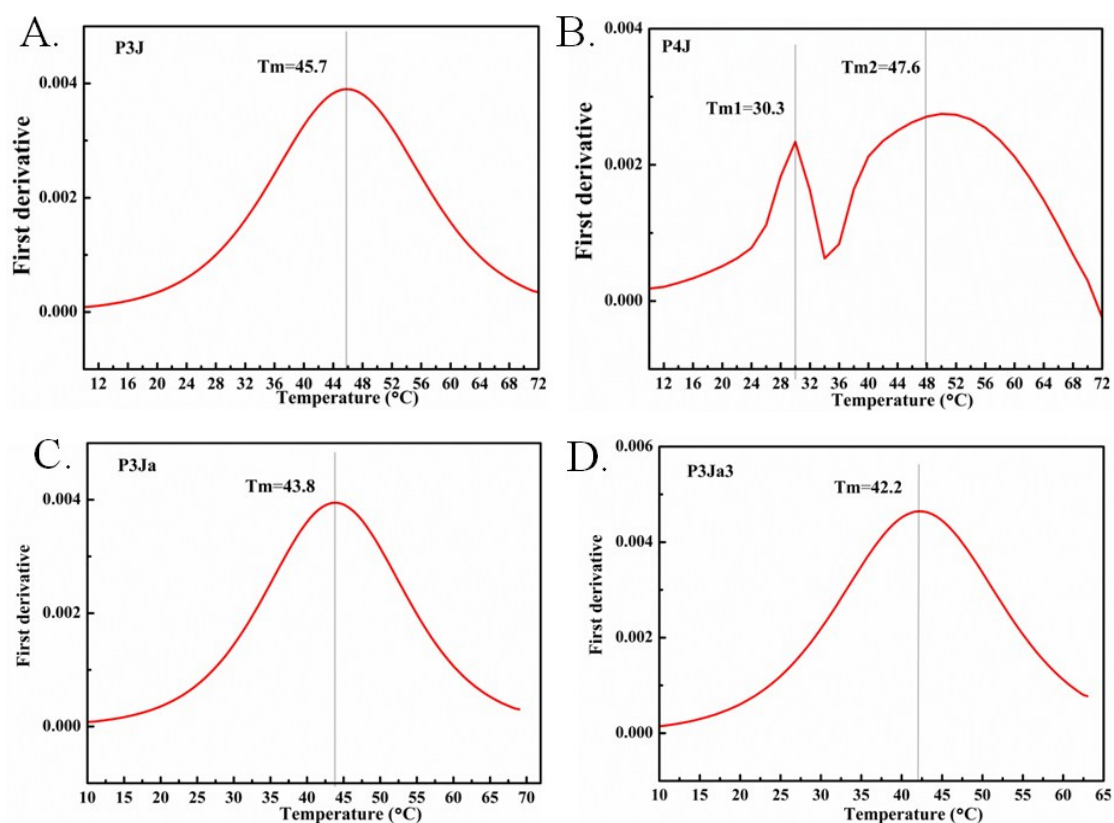 A.
P3J
Tm=45.7
0.004
0.002
0.000
First derivative
12 16 20 24 28 32 36 40 44 48 52 56 60 64 68 72
Temperature (°C)
B.
P4J
Tm1=30.3
Tm2=47.6
0.004
0.002
0.000
First derivative
12 16 20 24 28 32 36 40 44 48 52 56 60 64 68 72
Temperature (°C)
C.
P3Ja
Tm=43.8
0.004
0.002
0.000
First derivative
10 15 20 25 30 35 40 45 50 55 60 65 70
Temperature (°C)
D.
P3Ja3
Tm=42.2
0.006
0.004
0.002
0.000
First derivative
10 15 20 25 30 35 40 45 50 55 60 65
Temperature (°C)